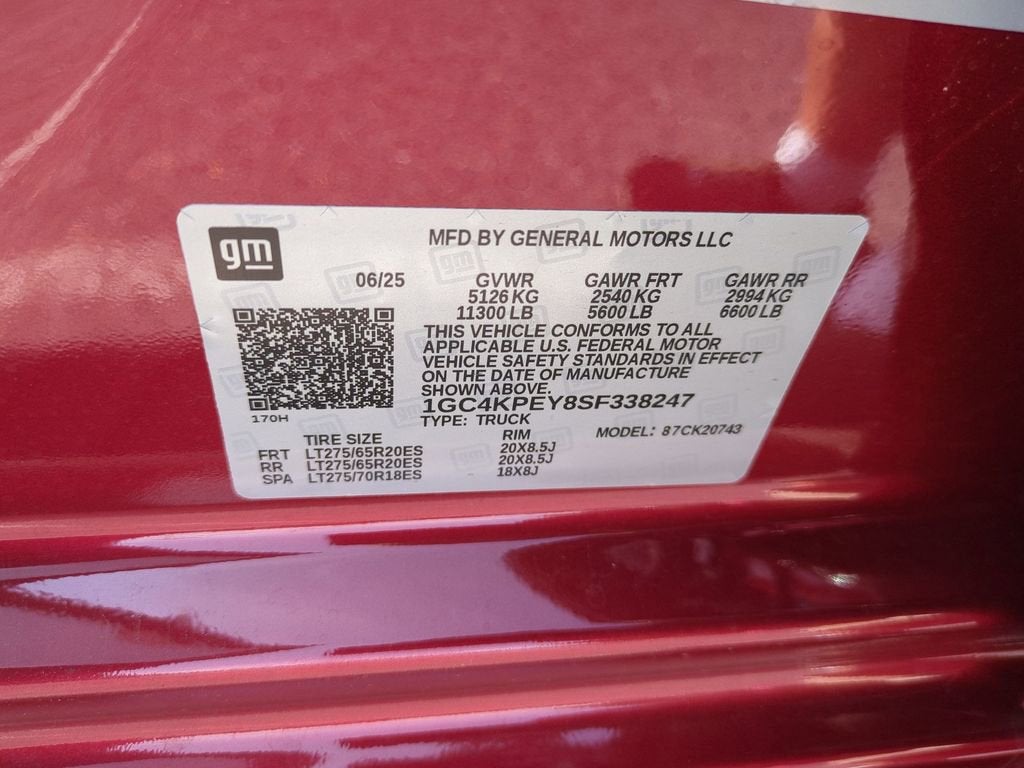 gm
MFD BY GENERAL MOTORS LLC
06/25
GVWR GAWR FRT GAWR RR
5126 KG 2540 KG 2994 KG
11300 LB 5600 LB 6600 LB
THIS VEHICLE CONFORMS TO ALL
APPLICABLE U.S. FEDERAL MOTOR
VEHICLE SAFETY STANDARDS IN EFFECT
ON THE DATE OF MANUFACTURE
SHOWN ABOVE.
1GC4KPEY8SF338247
TYPE: TRUCK MODEL: 87CK20743
170H
TIRE SIZE RIM
FRT LT275/65R20ES 20X8.5J
RR LT275/65R20ES 20X8.5J
SPA LT275/70R18ES 18X8J